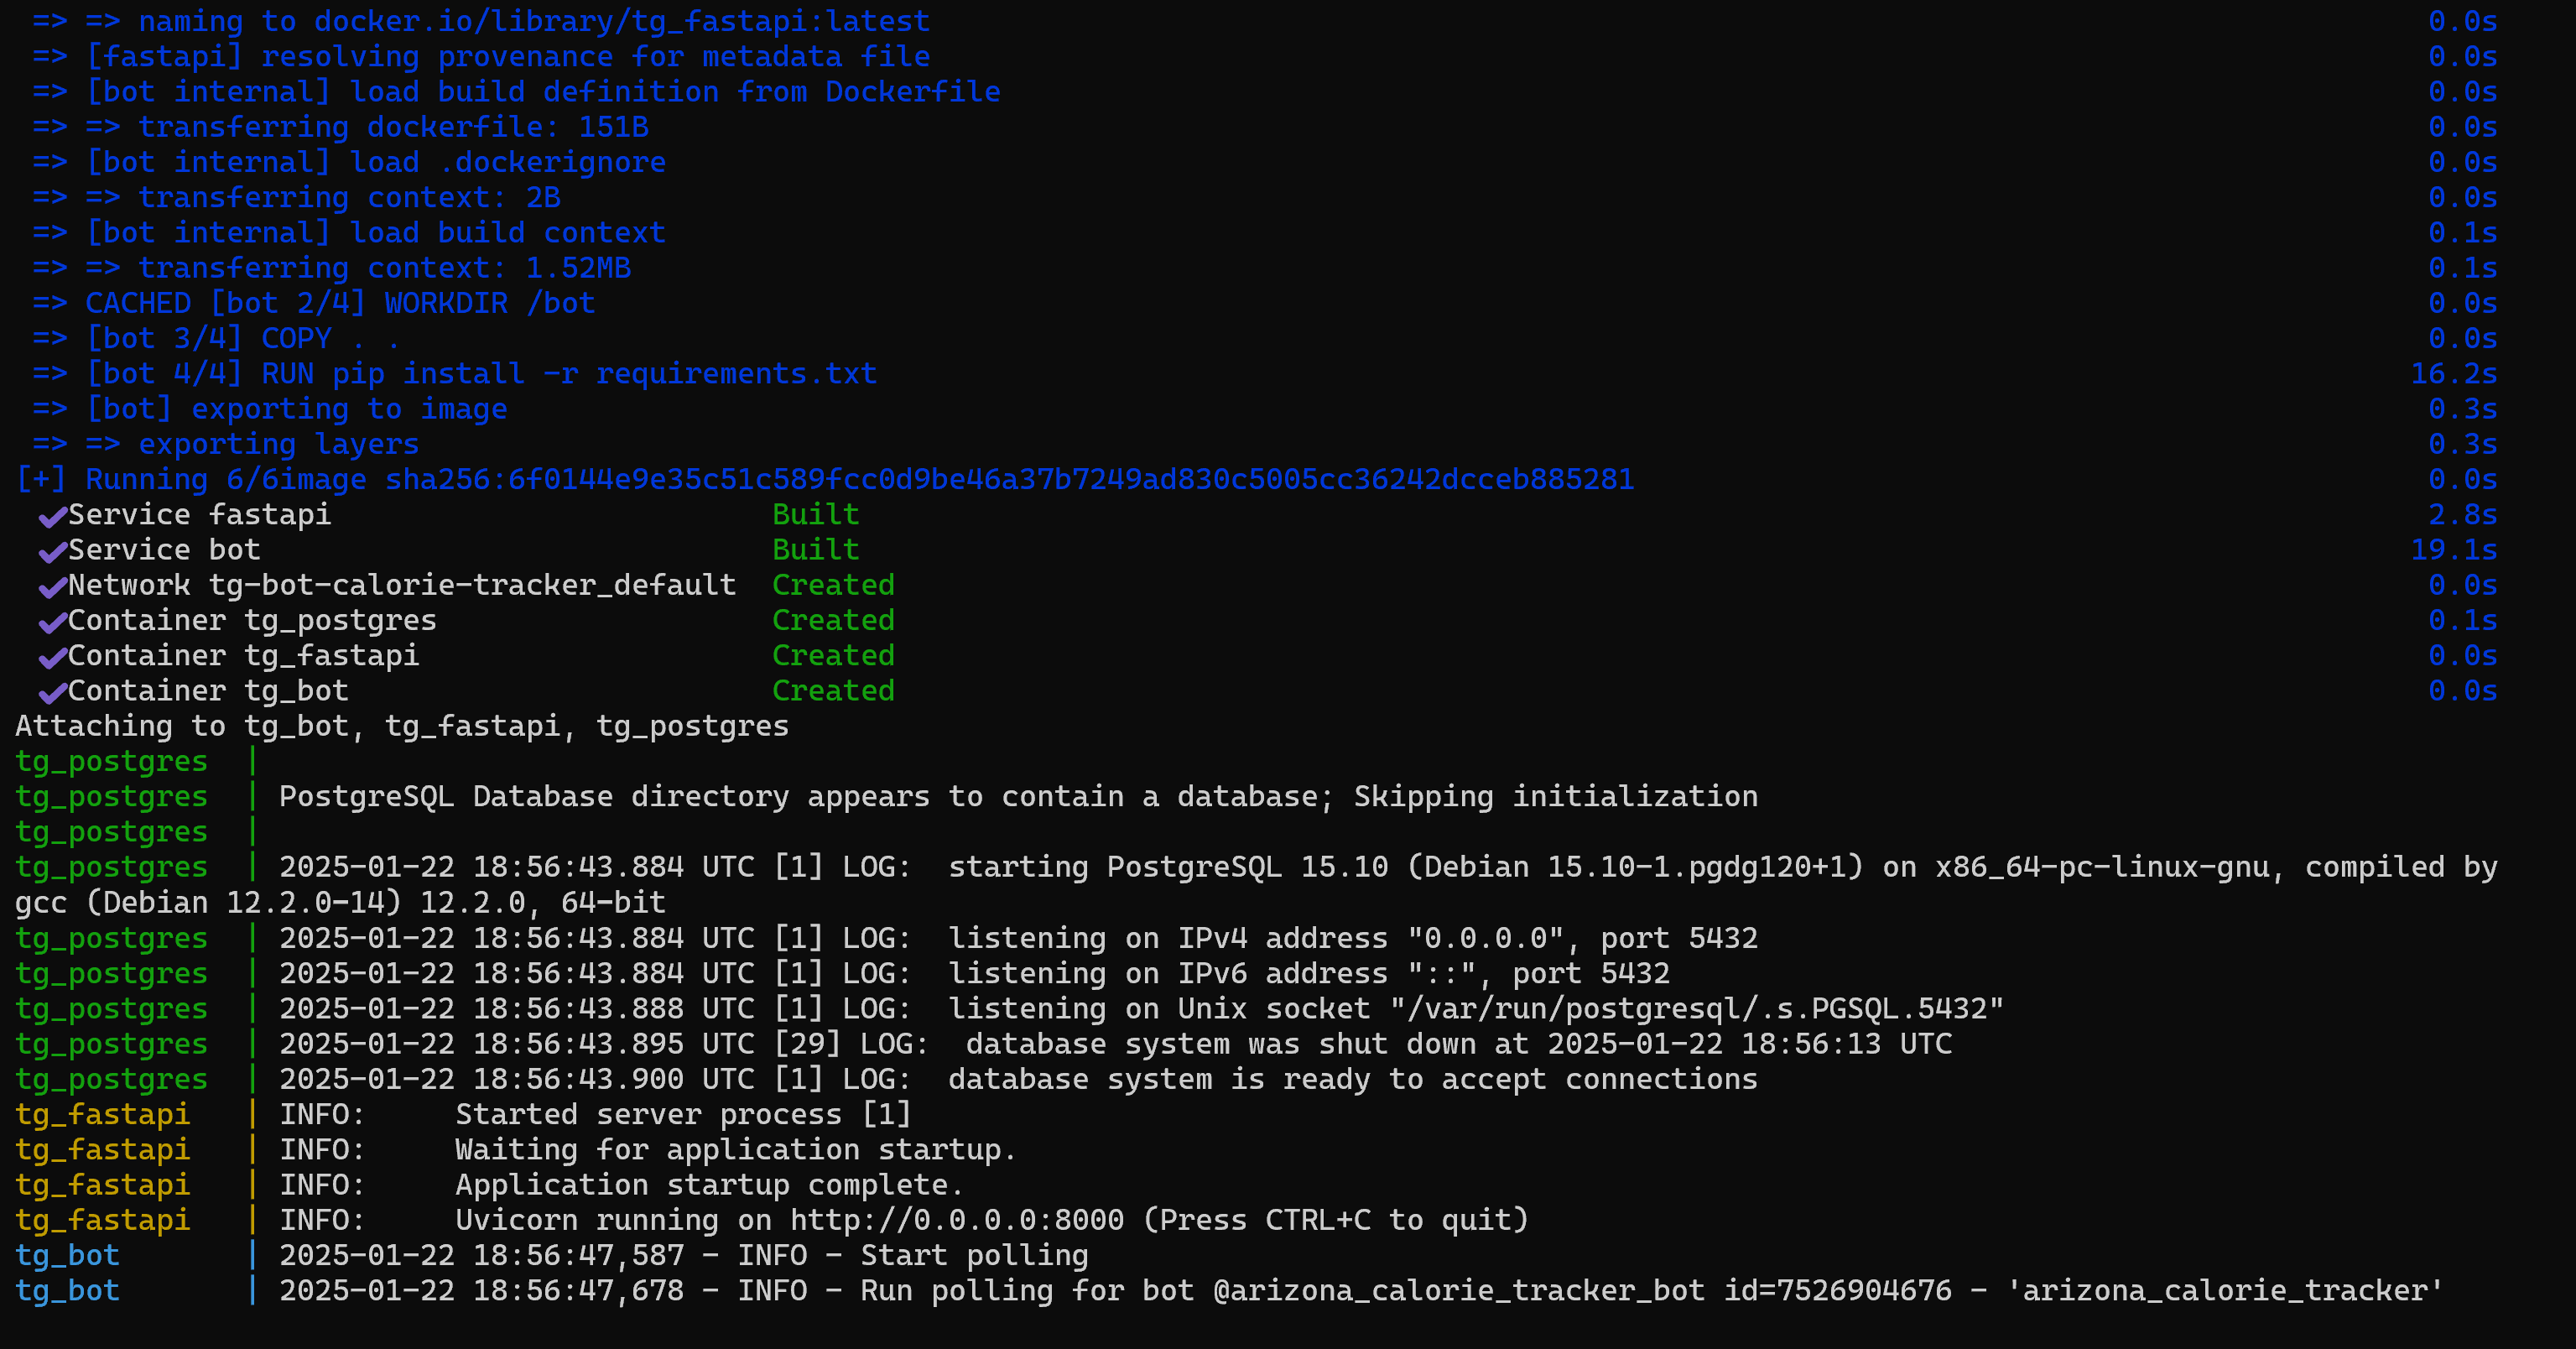 => => naming to docker.io/library/tg_fastapi:latest 0.0s
=> [fastapi] resolving provenance for metadata file 0.0s
=> [bot internal] load build definition from Dockerfile 0.0s
=> => transferring dockerfile: 151B 0.0s
=> [bot internal] load .dockerignore 0.0s
=> => transferring context: 2B 0.0s
=> [bot internal] load build context 0.1s
=> => transferring context: 1.52MB 0.1s
=> CACHED [bot 2/4] WORKDIR /bot 0.0s
=> [bot 3/4] COPY . . 0.0s
=> [bot 4/4] RUN pip install -r requirements.txt 16.2s
=> [bot] exporting to image 0.3s
=> => exporting layers 0.3s
[+] Running 6/6image sha256:6f0144e9e35c51c589fcc0d9be46a37b7249ad830c5005cc36242dcceb885281 0.0s
✔Service fastapi Built 2.8s
✔Service bot Built 19.1s
✔Network tg-bot-calorie-tracker_default Created 0.0s
✔Container tg_postgres Created 0.1s
✔Container tg_fastapi Created 0.0s
✔Container tg_bot Created 0.0s
Attaching to tg_bot, tg_fastapi, tg_postgres
tg_postgres |
tg_postgres | PostgreSQL Database directory appears to contain a database; Skipping initialization
tg_postgres |
tg_postgres | 2025-01-22 18:56:43.884 UTC [1] LOG:  starting PostgreSQL 15.10 (Debian 15.10-1.pgdg120+1) on x86_64-pc-linux-gnu, compiled by
gcc (Debian 12.2.0-14) 12.2.0, 64-bit
tg_postgres | 2025-01-22 18:56:43.884 UTC [1] LOG:  listening on IPv4 address "0.0.0.0", port 5432
tg_postgres | 2025-01-22 18:56:43.884 UTC [1] LOG:  listening on IPv6 address "::", port 5432
tg_postgres | 2025-01-22 18:56:43.888 UTC [1] LOG:  listening on Unix socket "/var/run/postgresql/.s.PGSQL.5432"
tg_postgres | 2025-01-22 18:56:43.895 UTC [29] LOG:  database system was shut down at 2025-01-22 18:56:13 UTC
tg_postgres | 2025-01-22 18:56:43.900 UTC [1] LOG:  database system is ready to accept connections
tg_fastapi | INFO:     Started server process [1]
tg_fastapi | INFO:     Waiting for application startup.
tg_fastapi | INFO:     Application startup complete.
tg_fastapi | INFO:     Uvicorn running on http://0.0.0.0:8000 (Press CTRL+C to quit)
tg_bot | 2025-01-22 18:56:47,587 - INFO - Start polling
tg_bot | 2025-01-22 18:56:47,678 - INFO - Run polling for bot @arizona_calorie_tracker_bot id=7526904676 - 'arizona_calorie_tracker'